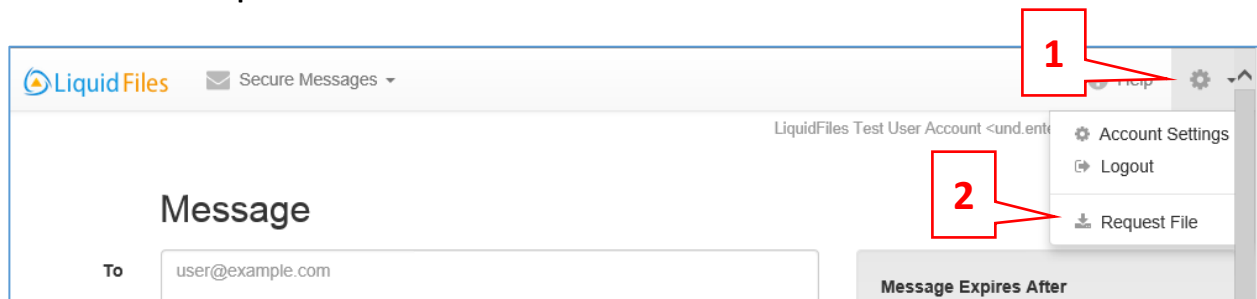 1
LiquidFiles Secure Messages Help
LiquidFiles Test User Account <und.ente
Account Settings
Logout
2
Request File
Message
To user@example.com
Message Expires After